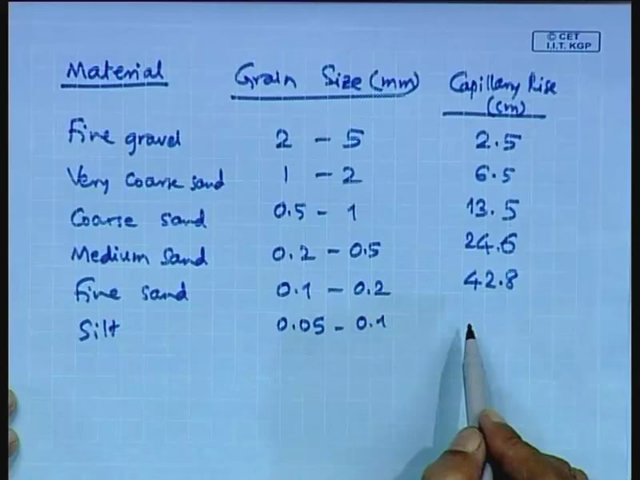 © CET
I.I.T. KGP
Material Grain Size (mm) Capillary Rise (cm)
Fine gravel 2 - 5 2.5
Very coarse sand 1 - 2 6.5
Coarse sand 0.5 - 1 13.5
Medium sand 0.2 - 0.5 24.6
Fine sand 0.1 - 0.2 42.8
Silt 0.05 - 0.1